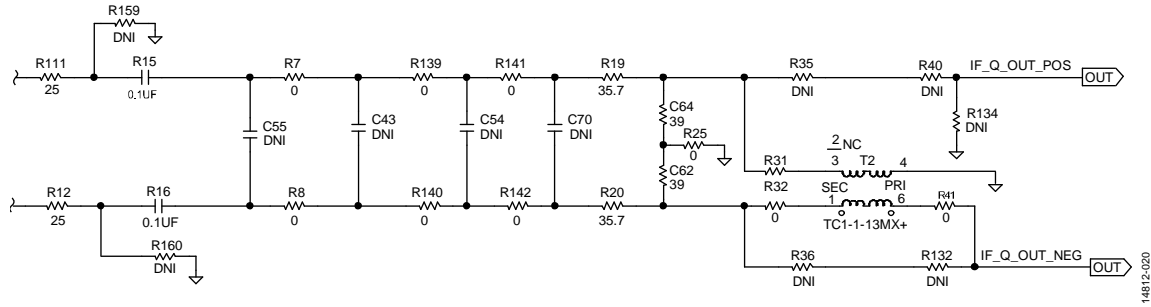 R159
DNI
R111
25
R15
0.1UF
R7
0
R139
0
R141
0
R19
35.7
R35
DNI
R40
DNI
IF_Q_OUT_POS
OUT
C55
DNI
C43
DNI
C54
DNI
C70
DNI
C64
39
R25
0
C62
39
R134
DNI
2 NC
R31
3 T2 4
R12
25
R16
0.1UF
R8
0
R140
0
R142
0
R20
35.7
R32
0
SEC PRI
1 6
TC1-1-13MX+
R41
0
R160
DNI
R36
DNI
R132
DNI
IF_Q_OUT_NEG
OUT
14812-020